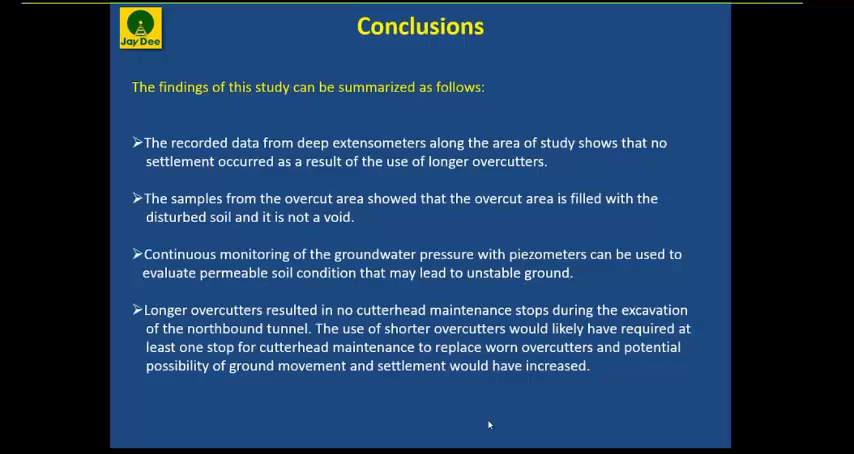 Jay Dee
Conclusions
The findings of this study can be summarized as follows:
➢The recorded data from deep extensometers along the area of study shows that no
settlement occurred as a result of the use of longer overcutters.
➢The samples from the overcut area showed that the overcut area is filled with the
disturbed soil and it is not a void.
➢Continuous monitoring of the groundwater pressure with piezometers can be used to
evaluate permeable soil condition that may lead to unstable ground.
➢Longer overcutters resulted in no cutterhead maintenance stops during the excavation
of the northbound tunnel. The use of shorter overcutters would likely have required at
least one stop for cutterhead maintenance to replace worn overcutters and potential
possibility of ground movement and settlement would have increased.